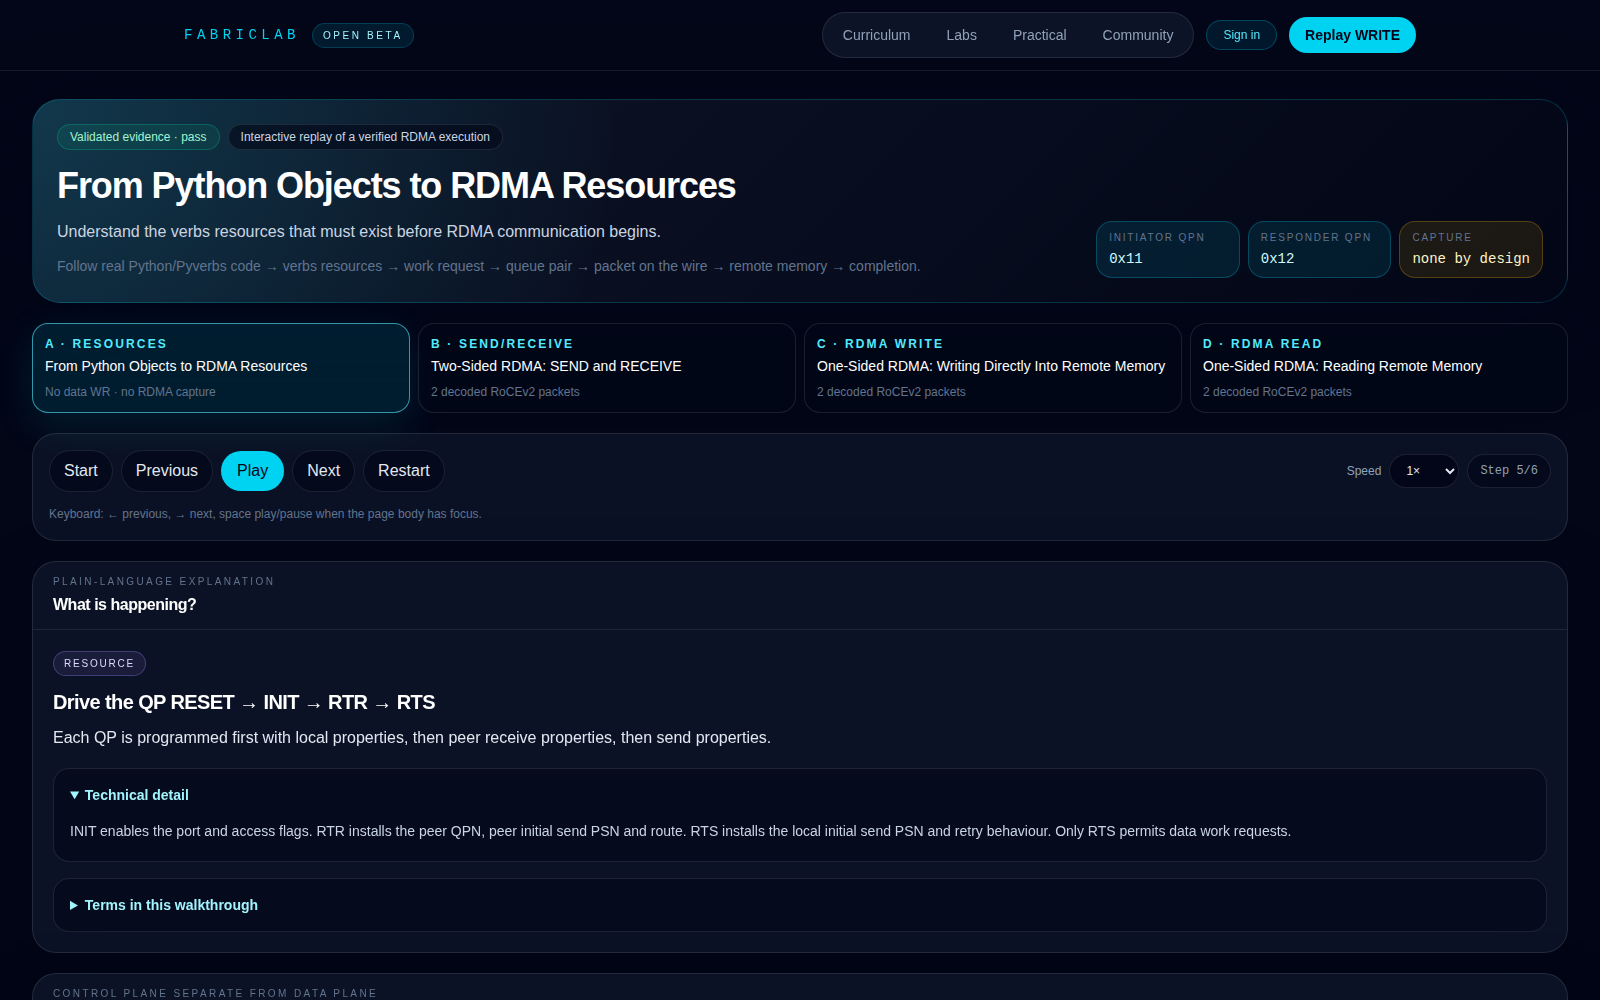 FABRICLAB
OPEN BETA
Curriculum
Labs
Practical
Community
Sign in
Replay WRITE
Validated evidence · pass
Interactive replay of a verified RDMA execution
From Python Objects to RDMA Resources
Understand the verbs resources that must exist before RDMA communication begins.
Follow real Python/Pyverbs code → verbs resources → work request → queue pair → packet on the wire → remote memory → completion.
INITIATOR QPN
0x11
RESPONDER QPN
0x12
CAPTURE
none by design
A · RESOURCES
From Python Objects to RDMA Resources
No data WR · no RDMA capture
B · SEND/RECEIVE
Two-Sided RDMA: SEND and RECEIVE
2 decoded RoCEv2 packets
C · RDMA WRITE
One-Sided RDMA: Writing Directly Into Remote Memory
2 decoded RoCEv2 packets
D · RDMA READ
One-Sided RDMA: Reading Remote Memory
2 decoded RoCEv2 packets
Start
Previous
Play
Next
Restart
Speed
1×
Step 5/6
Keyboard: ← previous, → next, space play/pause when the page body has focus.
PLAIN-LANGUAGE EXPLANATION
What is happening?
RESOURCE
Drive the QP RESET → INIT → RTR → RTS
Each QP is programmed first with local properties, then peer receive properties, then send properties.
▼ Technical detail
INIT enables the port and access flags. RTR installs the peer QPN, peer initial send PSN and route. RTS installs the local initial send PSN and retry behaviour. Only RTS permits data work requests.
▶ Terms in this walkthrough
CONTROL PLANE SEPARATE FROM DATA PLANE